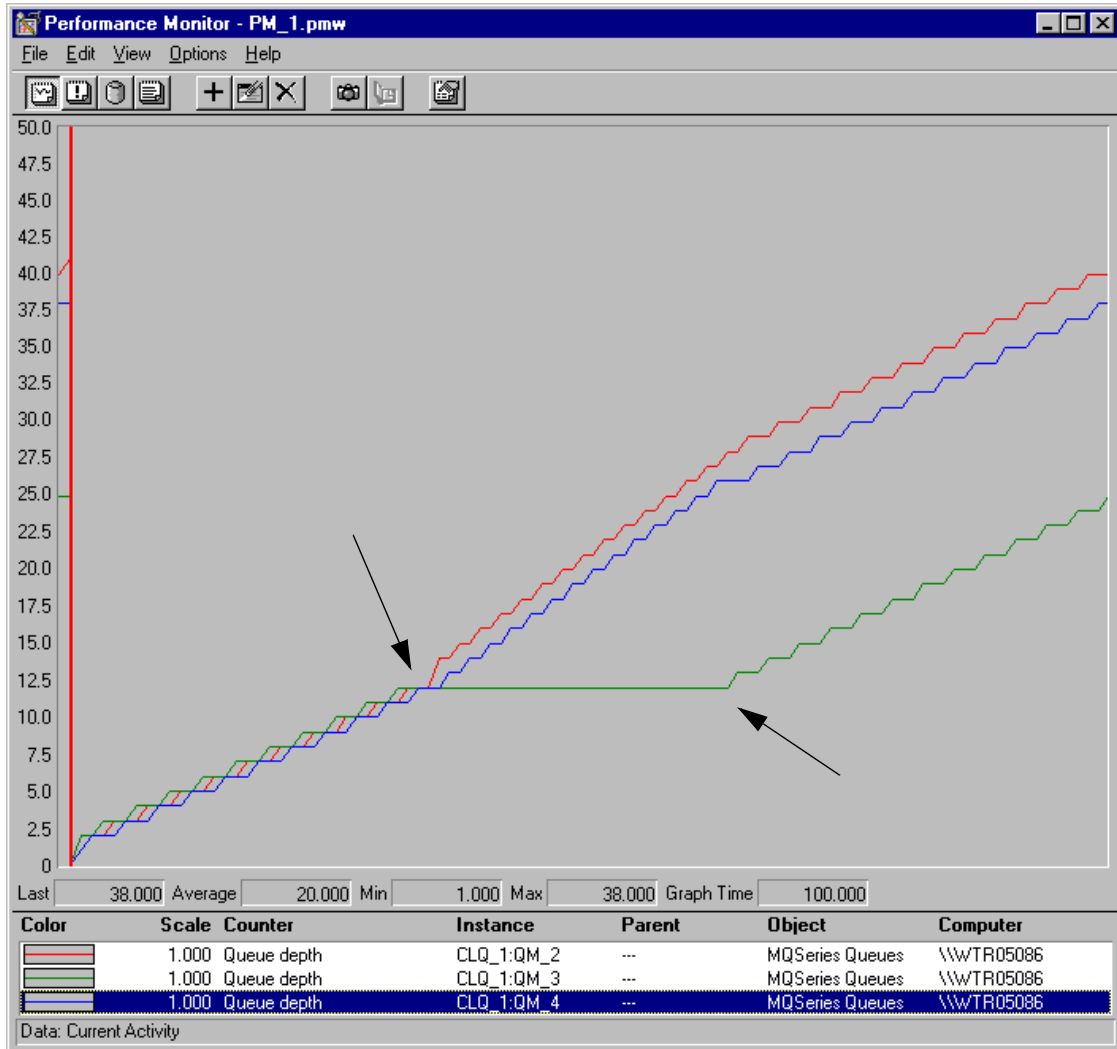 Performance Monitor - PM_1.pmw
File Edit View Options Help
50.0
47.5
45.0
42.5
40.0
37.5
35.0
32.5
30.0
27.5
25.0
22.5
20.0
17.5
15.0
12.5
10.0
7.5
5.0
2.5
0
Last 38.000 Average 20.000 Min 1.000 Max 38.000 Graph Time 100.000
Color Scale Counter Instance Parent Object Computer
1.000 Queue depth CLQ_1:QM_2 --- MQSeries Queues \\WTR05086
1.000 Queue depth CLQ_1:QM_3 --- MQSeries Queues \\WTR05086
1.000 Queue depth CLQ_1:QM_4 --- MQSeries Queues \\WTR05086
Data: Current Activity